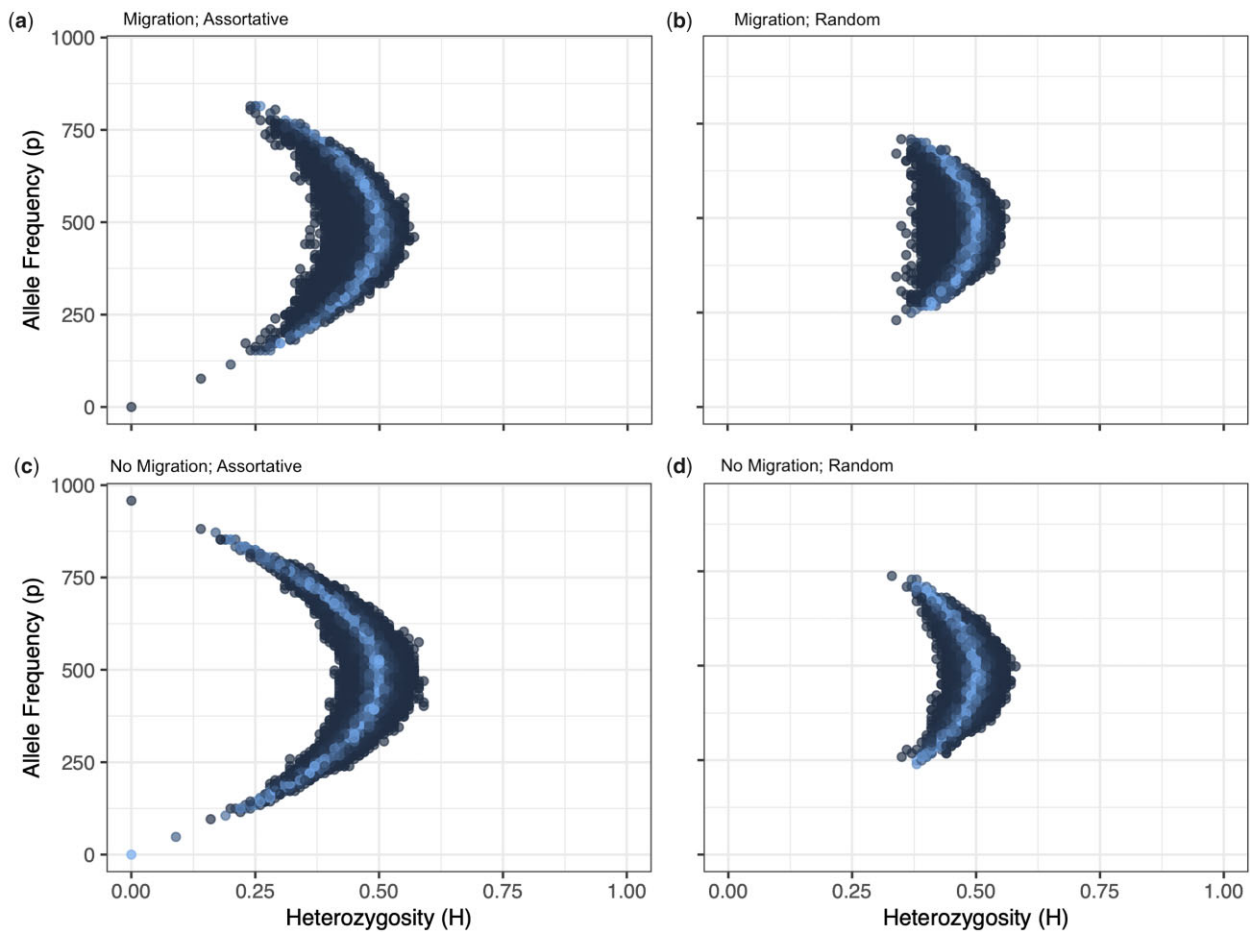 (a) Migration; Assortative
(b) Migration; Random
1000
750
500
250
0
Allele Frequency (p)
(c) No Migration; Assortative
(d) No Migration; Random
1000
750
500
250
0
Allele Frequency (p)
0.00 0.25 0.50 0.75 1.00
0.00 0.25 0.50 0.75 1.00
Heterozygosity (H)
Heterozygosity (H)